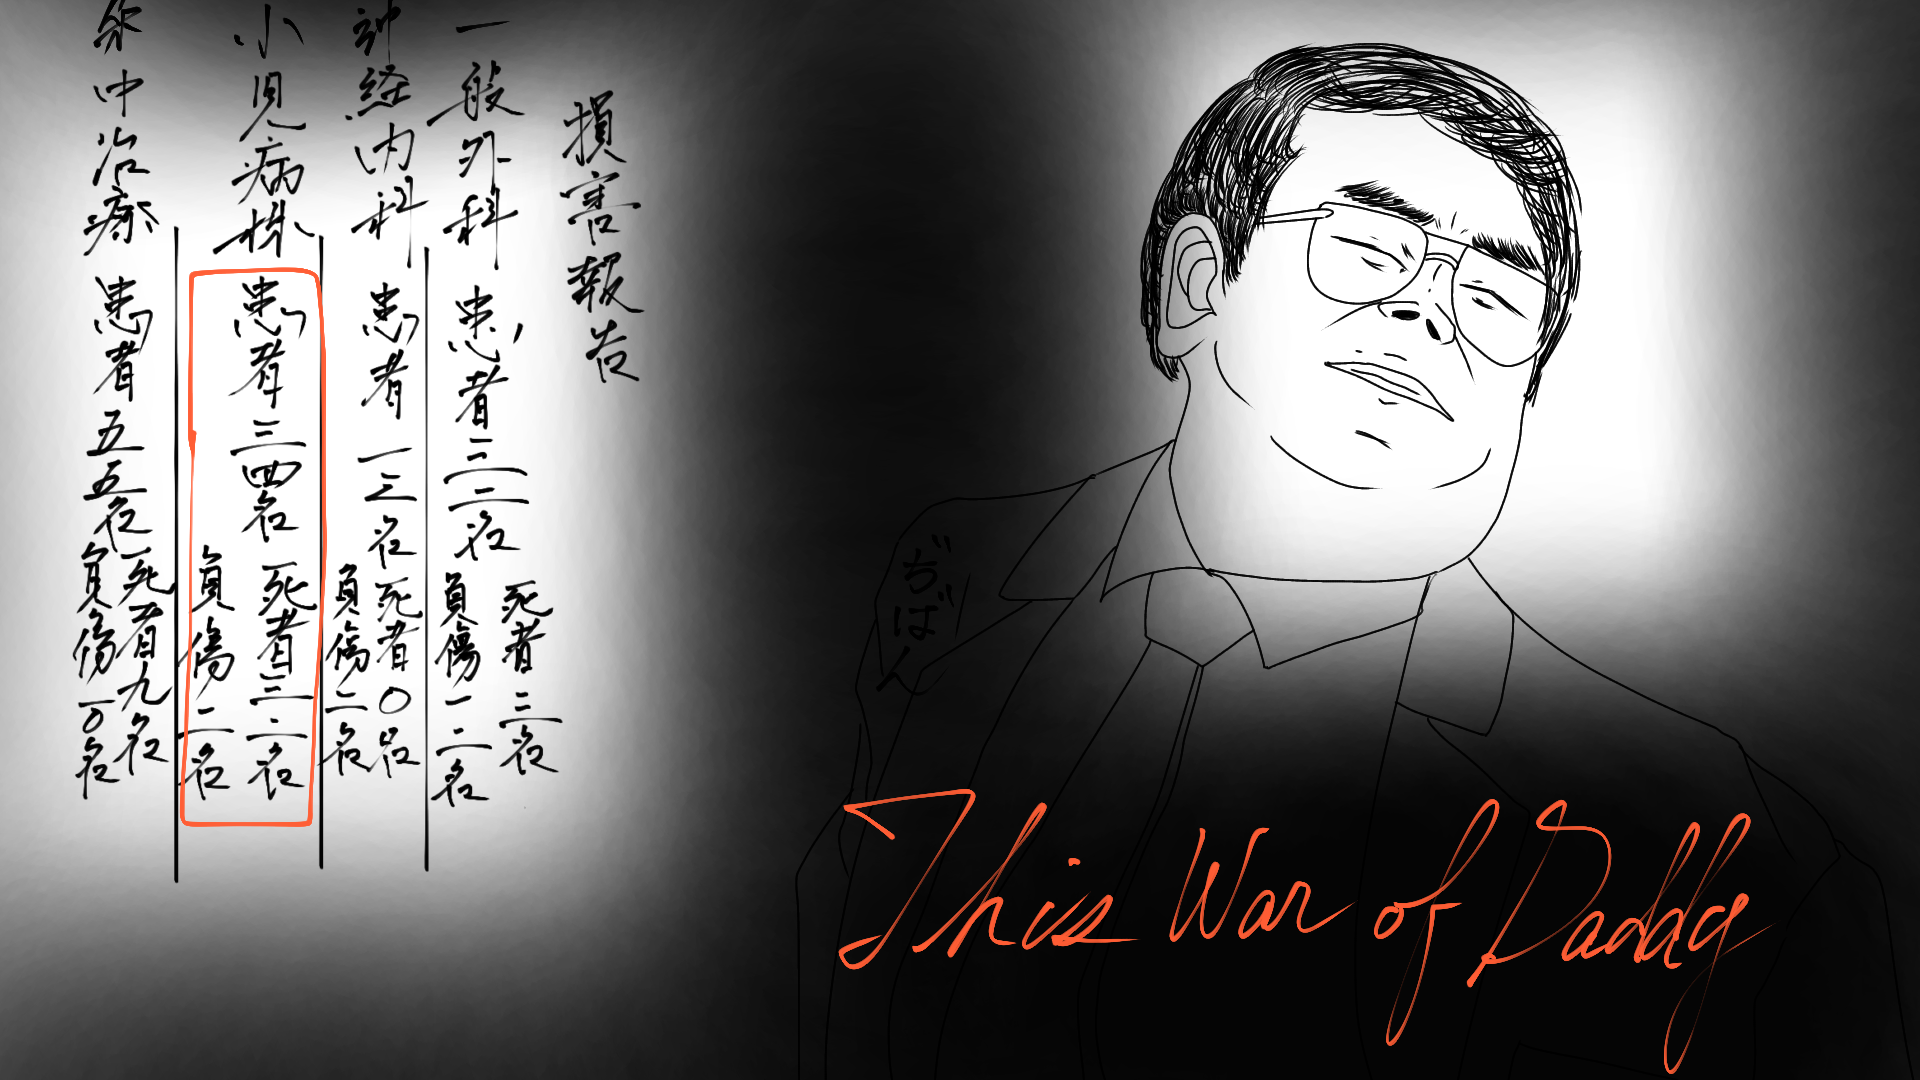 損害報告
一般外科 患者三二名 死者三名 負傷一二名
神経内科 患者一三名 死者〇名 負傷二名
小児病棟 患者三四名 死者三二名 負傷二名
集中治療 患者五五名 死者九名 負傷一〇名
ぢばん
This War of Daddy